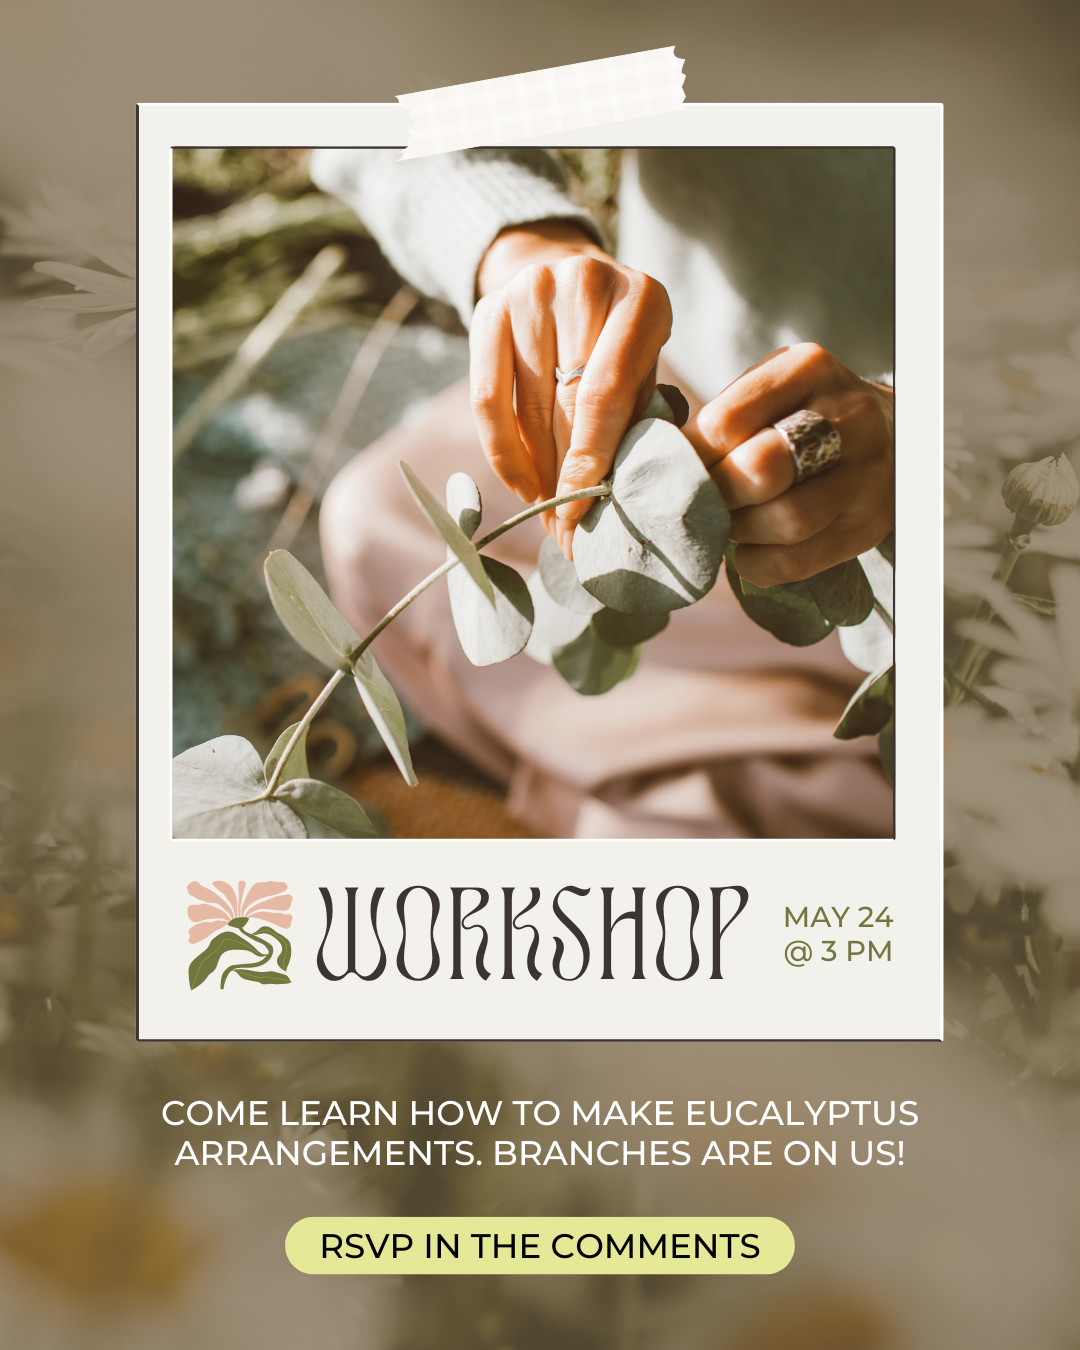 WORKSHOP
MAY 24
@ 3 PM
COME LEARN HOW TO MAKE EUCALYPTUS
ARRANGEMENTS. BRANCHES ARE ON US!
RSVP IN THE COMMENTS